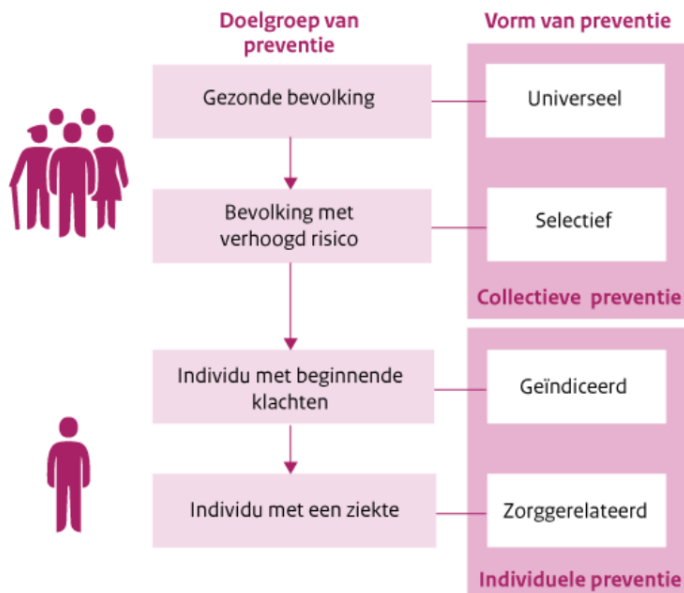 Doelgroep van
preventie
Vorm van preventie
Gezonde bevolking
Universeel
Bevolking met
verhoogd risico
Selectief
Collectieve preventie
Individu met beginnende
klachten
Geïndiceerd
Individu met een ziekte
Zorggerelateerd
Individuele preventie